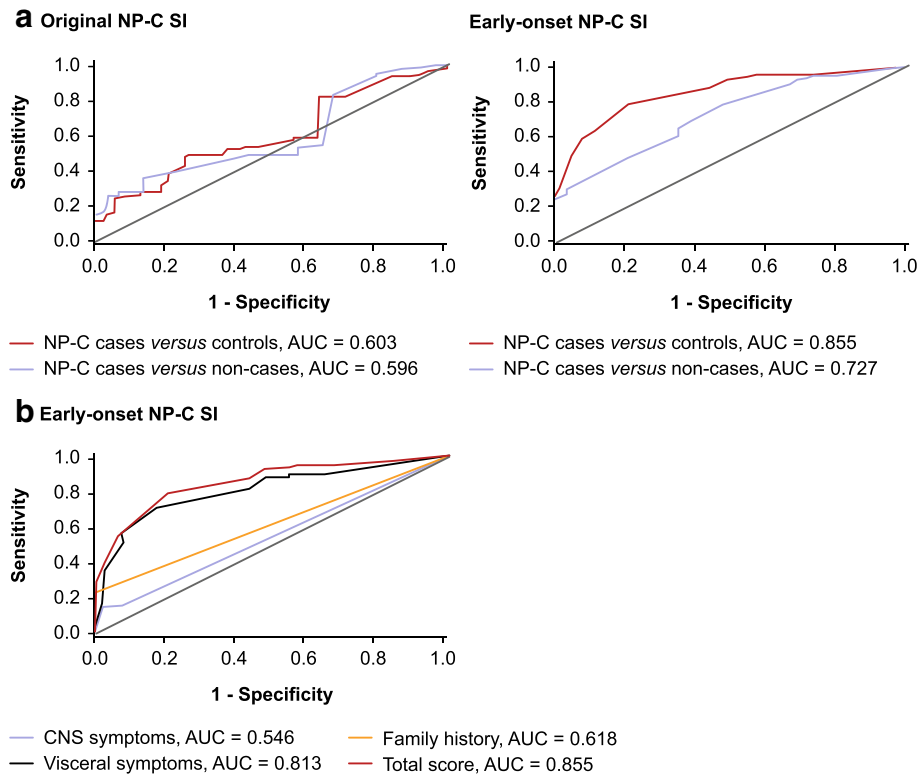 a Original NP-C SI
Early-onset NP-C SI
Sensitivity
1.0
0.8
0.6
0.4
0.2
0.0
0.0 0.2 0.4 0.6 0.8 1.0
1 - Specificity
NP-C cases versus controls, AUC = 0.603
NP-C cases versus non-cases, AUC = 0.596
Sensitivity
1.0
0.8
0.6
0.4
0.2
0.0
0.0 0.2 0.4 0.6 0.8 1.0
1 - Specificity
NP-C cases versus controls, AUC = 0.855
NP-C cases versus non-cases, AUC = 0.727
b Early-onset NP-C SI
Sensitivity
1.0
0.8
0.6
0.4
0.2
0.0
0.0 0.2 0.4 0.6 0.8 1.0
1 - Specificity
CNS symptoms, AUC = 0.546
Visceral symptoms, AUC = 0.813
Family history, AUC = 0.618
Total score, AUC = 0.855